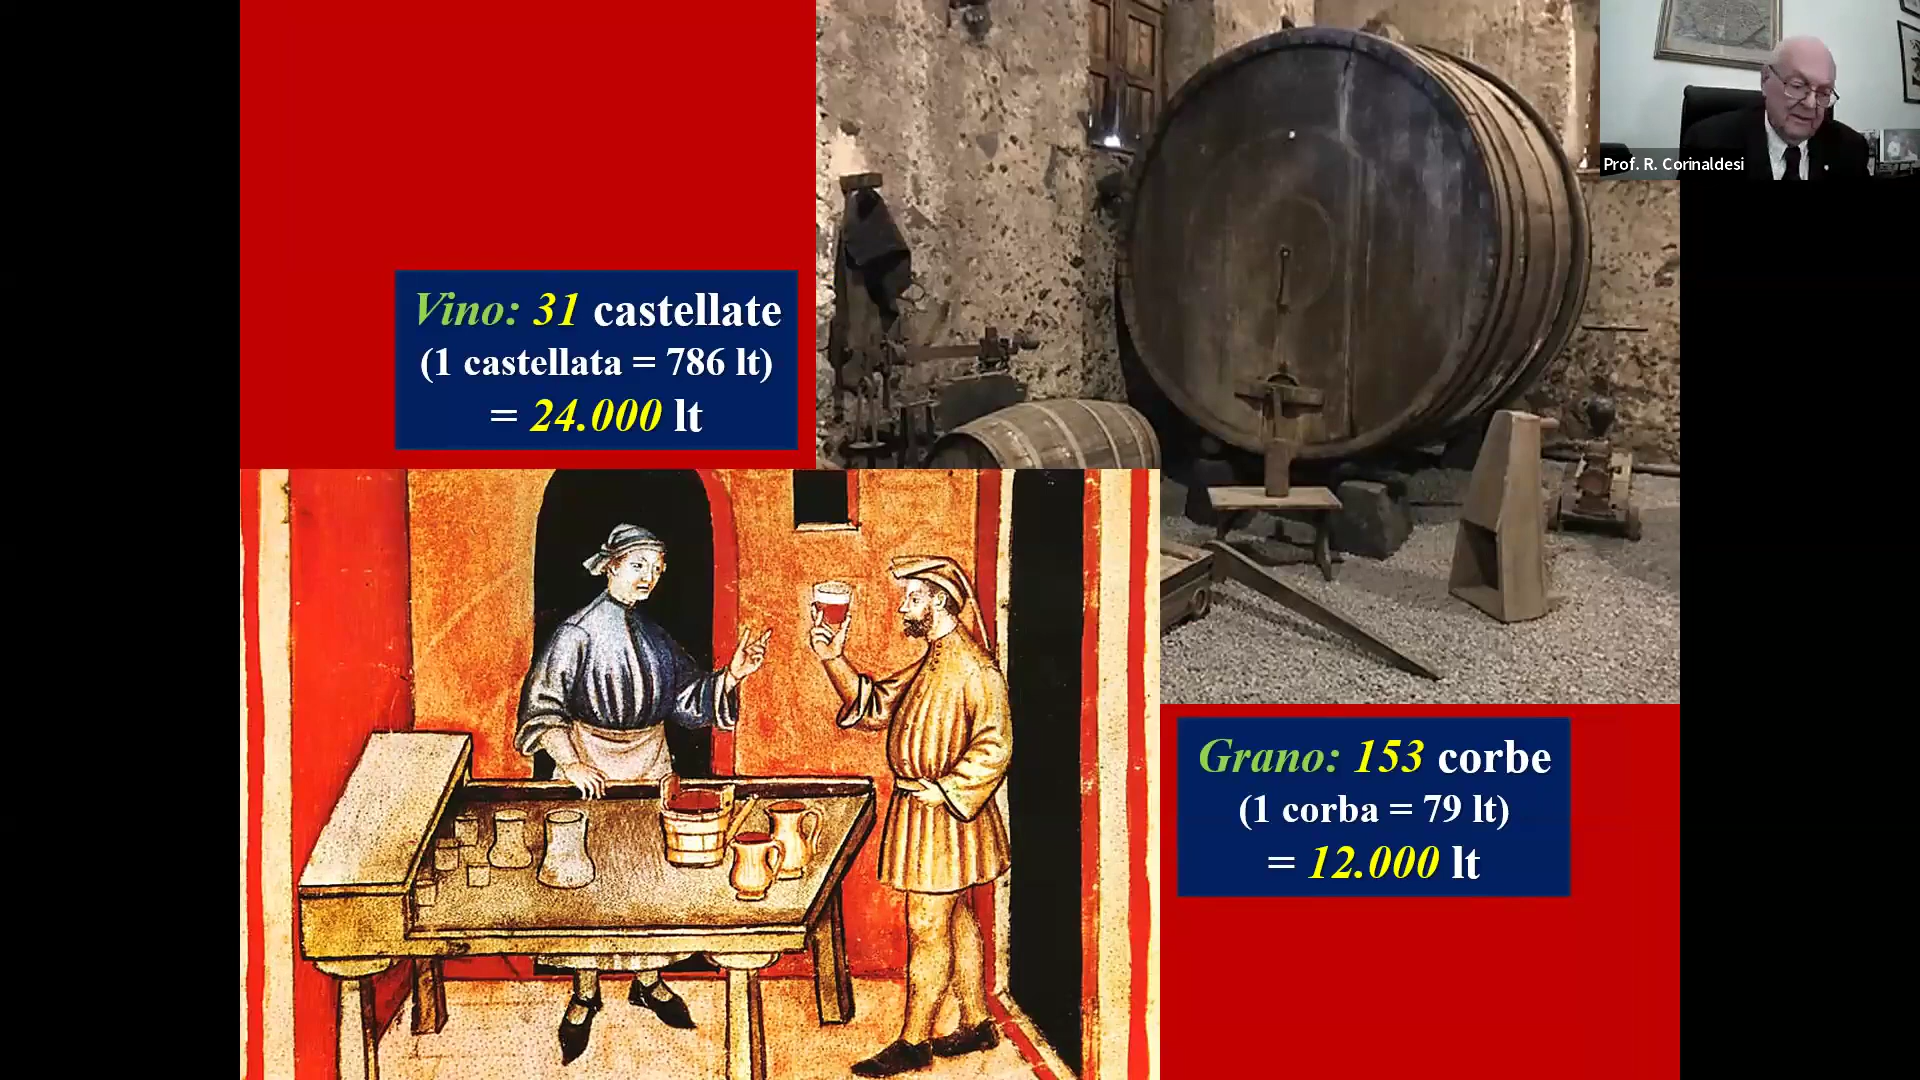 Vino: 31 castellate
(1 castellata = 786 lt)
= 24.000 lt
Prof. R. Corinaldesi
Grano: 153 corbe
(1 corba = 79 lt)
= 12.000 lt